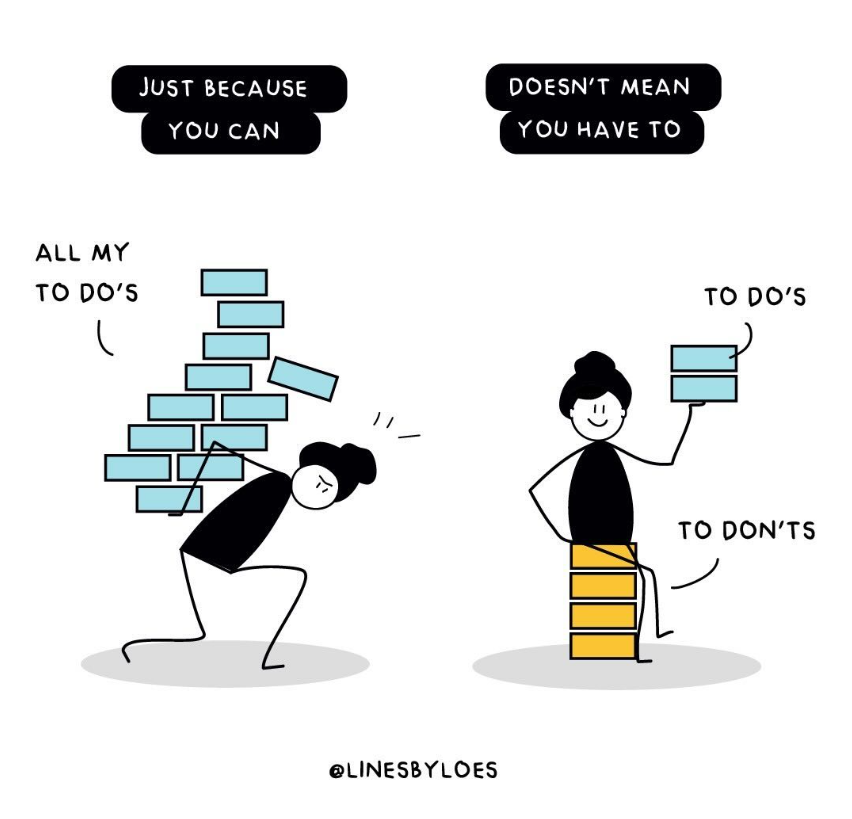 JUST BECAUSE
YOU CAN
DOESN'T MEAN
YOU HAVE TO
ALL MY
TO DO'S
TO DO'S
TO DON'TS
@LINESBYLOES